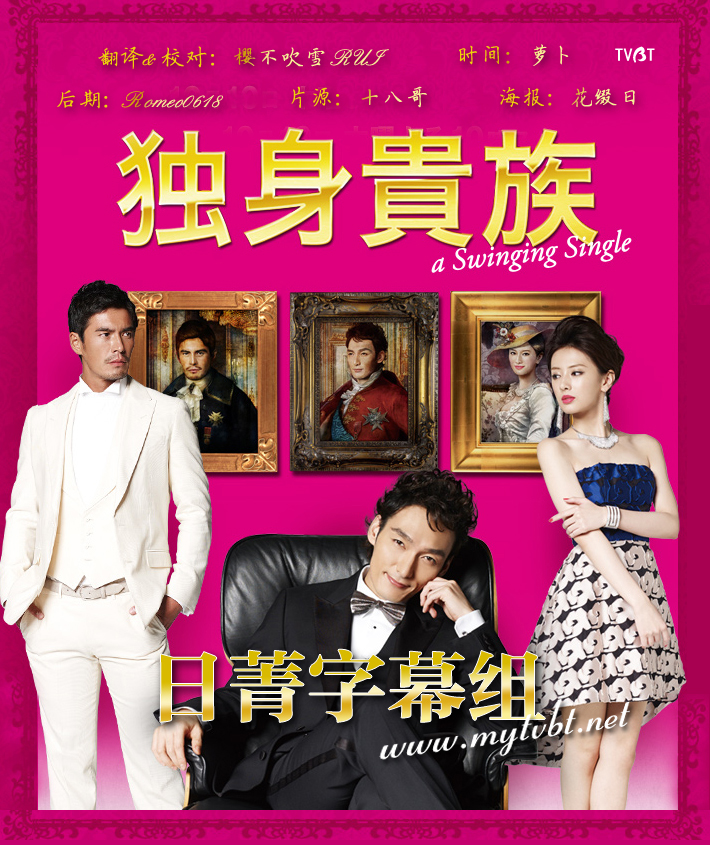 翻译&校对：樱不吹雪RUI 时间：萝卜 TVBT
后期：Romeo0618 片源：十八哥 海报：花缀日
独身貴族
a Swinging Single
日菁字幕组
www.mytvbt.net